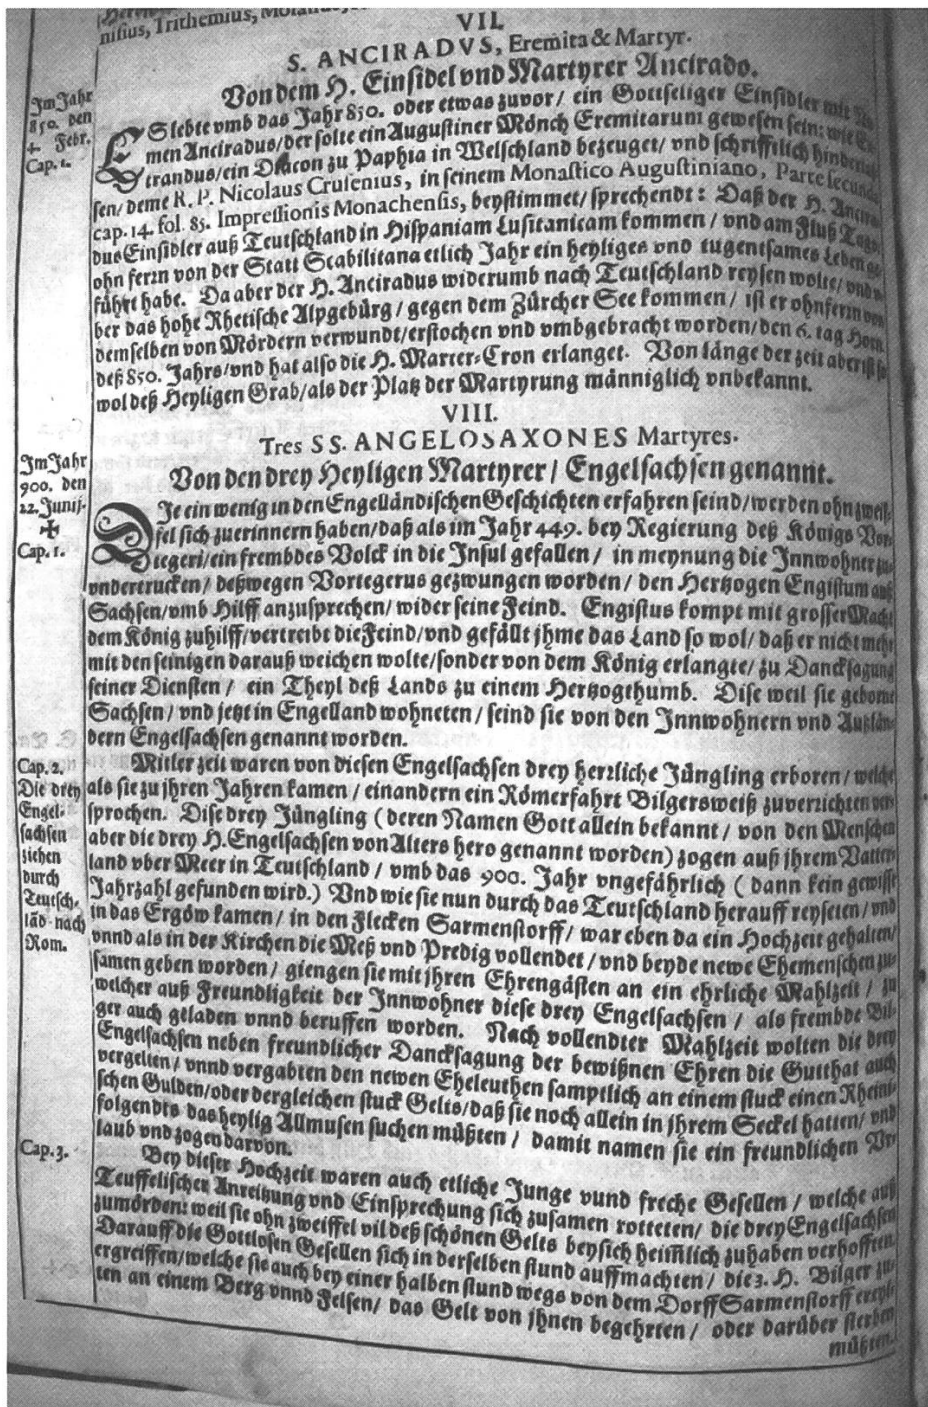 nisius, Trithemius,
VII.
S. ANCIRADVS, Eremita & Martyr.
Von dem H. Einsidel vnd Martyrer Ancirado.
Im Jahr
850. den
4. Febr.
Cap. 1.
ES lebte vmb das Jahr 850. oder etwas zuvor / ein Gottseliger Einsidler mit Na-
men Anciradus/der solte ein Augustiner Mönch Eremitarum gewesen sein: wie Eu-
trandus/ein Diacon zu Paphia in Welschland bezeuget/ vnd schrifftlich hinderlas-
sen/ deme R. P. Nicolaus Crusenius, in seinem Monastico Augustiniano, Parte secunda
cap. 14. fol. 85. Impressionis Monachensis, beystimmet/sprechendt: Daß der H. Ancira-
dus Einsidler auß Teutschland in Hispaniam Lusitanicam kommen / vnd am Fluß Tago
ohn ferzn von der Statt Scabilitana etlich Jahr ein heyliges vnd tugentsames Leben ge-
führt habe. Da aber der H. Anciradus widerumb nach Teutschland reysen wolte/ vnd v-
ber das hohe Rhetische Alpgebürg / gegen dem Zürcher See kommen / ist er ohnferzn von
demselben von Mördern verwundt/erstochen vnd vmbgebracht worden/den 6. tag Horn.
deß 850. Jahrs/vnd hat also die H. Marter-Cron erlanget. Von länge der zeit aber ist so
wol deß Heyligen Grab/als der Platz der Martyrung männiglich vnbekannt.
VIII.
Tres SS. ANGELOSAXONES Martyres.
Von den drey Heyligen Martyrer / Engelsachsen genannt.
Im Jahr
900. den
22. Junij.
✠
Cap. 1.
DJe ein wenig in den Engelländischen Geschichten erfahren seind/werden ohn zweif-
fel sich zuerinnern haben/daß als im Jahr 449. bey Regierung deß Königs Vor-
tiegeri/ein frembdes Volck in die Insul gefallen / in meynung die Innwohner zu-
vndertrucken / deßwegen Vortegerus gezwungen worden / den Hertzogen Engistum auß
Sachsen/vmb Hilff anzusprechen/ wider seine Feind. Engistus kompt mit grosser Macht
dem König zuhilff/vertreibt die Feind/vnd gefällt jhme das Land so wol/ daß er nicht mehr
mit den seinigen darauß weichen wolte/sonder von dem König erlangte/ zu Dancksagung
seiner Diensten / ein Theyl deß Lands zu einem Hertzogthumb. Dise weil sie geborne
Sachsen/ vnd jetzt in Engelland wohneten / seind sie von den Innwohnern vnd Außlän-
dern Engelsachsen genannt worden.
Cap. 2.
Die drey
Engel-
sachsen
ziehen
durch
Teutsch-
lãd nach
Rom.
Mitler zeit waren von diesen Engelsachsen drey herzliche Jüngling erboren / welche
als sie zu jhren Jahren kamen / einandern ein Römerfahrt Bilgersweiß zuverzichten ver-
sprochen. Dise drey Jüngling (deren Namen Gott allein bekannt / von den Menschen
aber die drey H. Engelsachsen von Alters hero genannt worden) zogen auß jhrem Vatter-
land vber Meer in Teutschland / vmb das 900. Jahr vngefährlich ( dann kein gewisse
Jahrzahl gefunden wird.) Vnd wie sie nun durch das Teutschland herauff reyseten / vnd
in das Ergöw kamen / in den Flecken Sarmenstorff / war eben da ein Hochzeit gehalten/
vnnd als in der Kirchen die Meß vnd Predig vollendet / vnd beyde newe Ehemenschen zu-
samen geben worden / giengen sie mit jhren Ehrengästen an ein ehrliche Mahlzeit / zu
welcher auß Freundligkeit der Innwohner diese drey Engelsachsen / als frembde Bil-
ger auch geladen vnnd beruffen worden. Nach vollendter Mahlzeit wolten die drey
Engelsachsen neben freundlicher Dancksagung der bewißnen Ehren die Gutthat auch
vergelten / vnnd vergabten den newen Eheleuthen samptlich an einem stuck einen Rheini-
schen Gulden/oder dergleichen stuck Gelts/daß sie noch allein in jhrem Seckel hatten/ vnd
folgendts das heylig Allmusen suchen müßten / damit namen sie ein freundlichen Vr-
laub vnd zogen darvon.
Cap. 3.
Bey dieser Hochzeit waren auch etliche Junge vund freche Gesellen / welche auß
Teuffelischer Anreitzung vnd Einsprechung sich zusamen rotteten/ die drey Engelsachsen
zumörden: weil sie ohn zweiffel vil deß schönen Gelts bey sich heiml̃ich zuhaben verhofften.
Darauff die Gottlosen Gesellen sich in derselben stund auffmachten / die 3. H. Bilger zu-
ergreiffen/welche sie auch bey einer halben stund wegs von dem Dorff Sarmenstorff ereyl-
ten an einem Berg vnnd Felsen/ das Gelt von jhnen begehrten / oder darüber sterben
müßten.